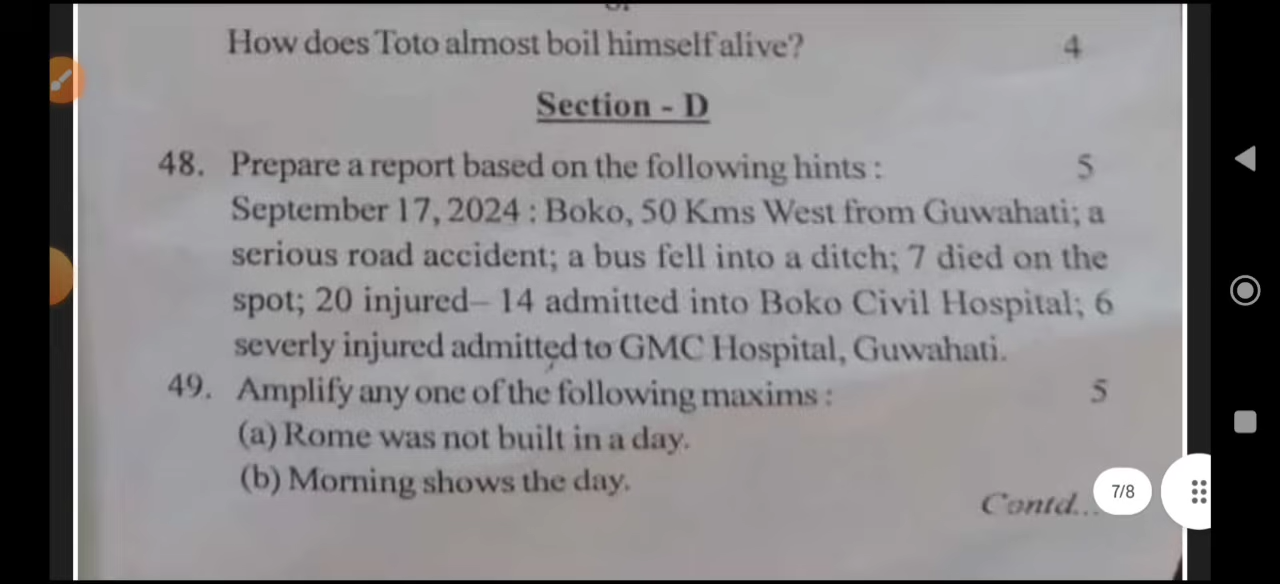 How does Toto almost boil himself alive? 4
Section - D
48. Prepare a report based on the following hints : 5
September 17, 2024 : Boko, 50 Kms West from Guwahati; a
serious road accident; a bus fell into a ditch; 7 died on the
spot; 20 injured– 14 admitted into Boko Civil Hospital; 6
severly injured admitted to GMC Hospital, Guwahati.
49. Amplify any one of the following maxims : 5
(a) Rome was not built in a day.
(b) Morning shows the day.
Contd...
7/8